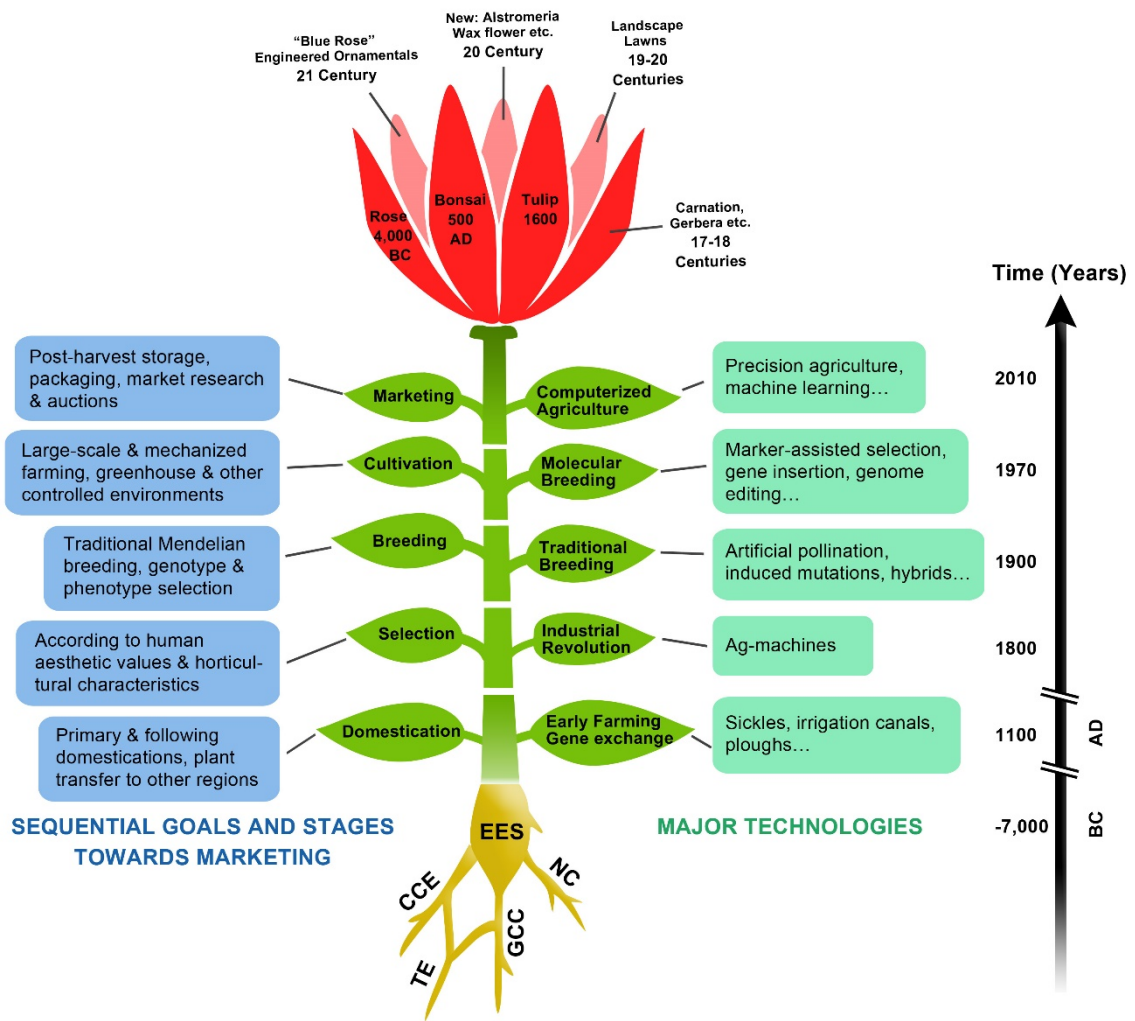 “Blue Rose”
Engineered Ornamentals
21 Century
New: Alstromeria
Wax flower etc.
20 Century
Landscape
Lawns
19-20
Centuries
Rose
4,000
BC
Bonsai
500
AD
Tulip
1600
Carnation,
Gerbera etc.
17-18
Centuries
Time (Years)
Post-harvest storage,
packaging, market research
& auctions
Marketing
Computerized
Agriculture
Precision agriculture,
machine learning…
2010
Large-scale & mechanized
farming, greenhouse & other
controlled environments
Cultivation
Molecular
Breeding
Marker-assisted selection,
gene insertion, genome
editing…
1970
Traditional Mendelian
breeding, genotype &
phenotype selection
Breeding
Traditional
Breeding
Artificial pollination,
induced mutations, hybrids…
1900
According to human
aesthetic values & horticul-
tural characteristics
Selection
Industrial
Revolution
Ag-machines
1800
Primary & following
domestications, plant
transfer to other regions
Domestication
Early Farming
Gene exchange
Sickles, irrigation canals,
ploughs…
1100
AD
SEQUENTIAL GOALS AND STAGES
TOWARDS MARKETING
EES
MAJOR TECHNOLOGIES
-7,000
BC
CCE
TE
GCC
NC